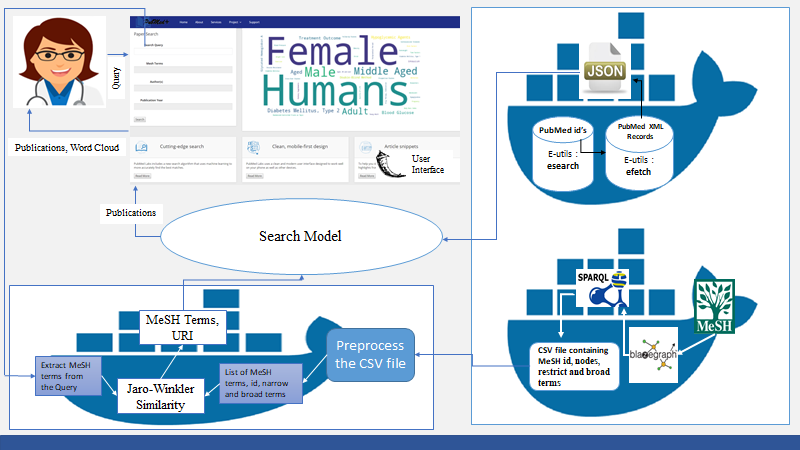 Home
About
Services
Project
Support
Paper Search
Search Query
Mesh Terms
Author(s)
Publication Year
Search
Treatment Outcome
Female
Aged Male Middle Aged
Humans
Diabetes Mellitus, Type 2 Adult Blood Glucose
Cutting-edge search
Read More
Clean, mobile-first design
Read More
Article snippets
Read More
User
Interface
Query
Publications, Word Cloud
Publications
Search Model
JSON
PubMed id's
E-utils :
esearch
PubMed XML
Records
E-utils :
efetch
SPARQL
MeSH
blazegraph
CSV file containing
MeSH id, nodes,
restrict and broad
terms
MeSH Terms,
URI
Preprocess
the CSV file
Extract MeSH
terms from
the Query
Jaro-Winkler
Similarity
List of MeSH
terms, id, narrow
and broad terms